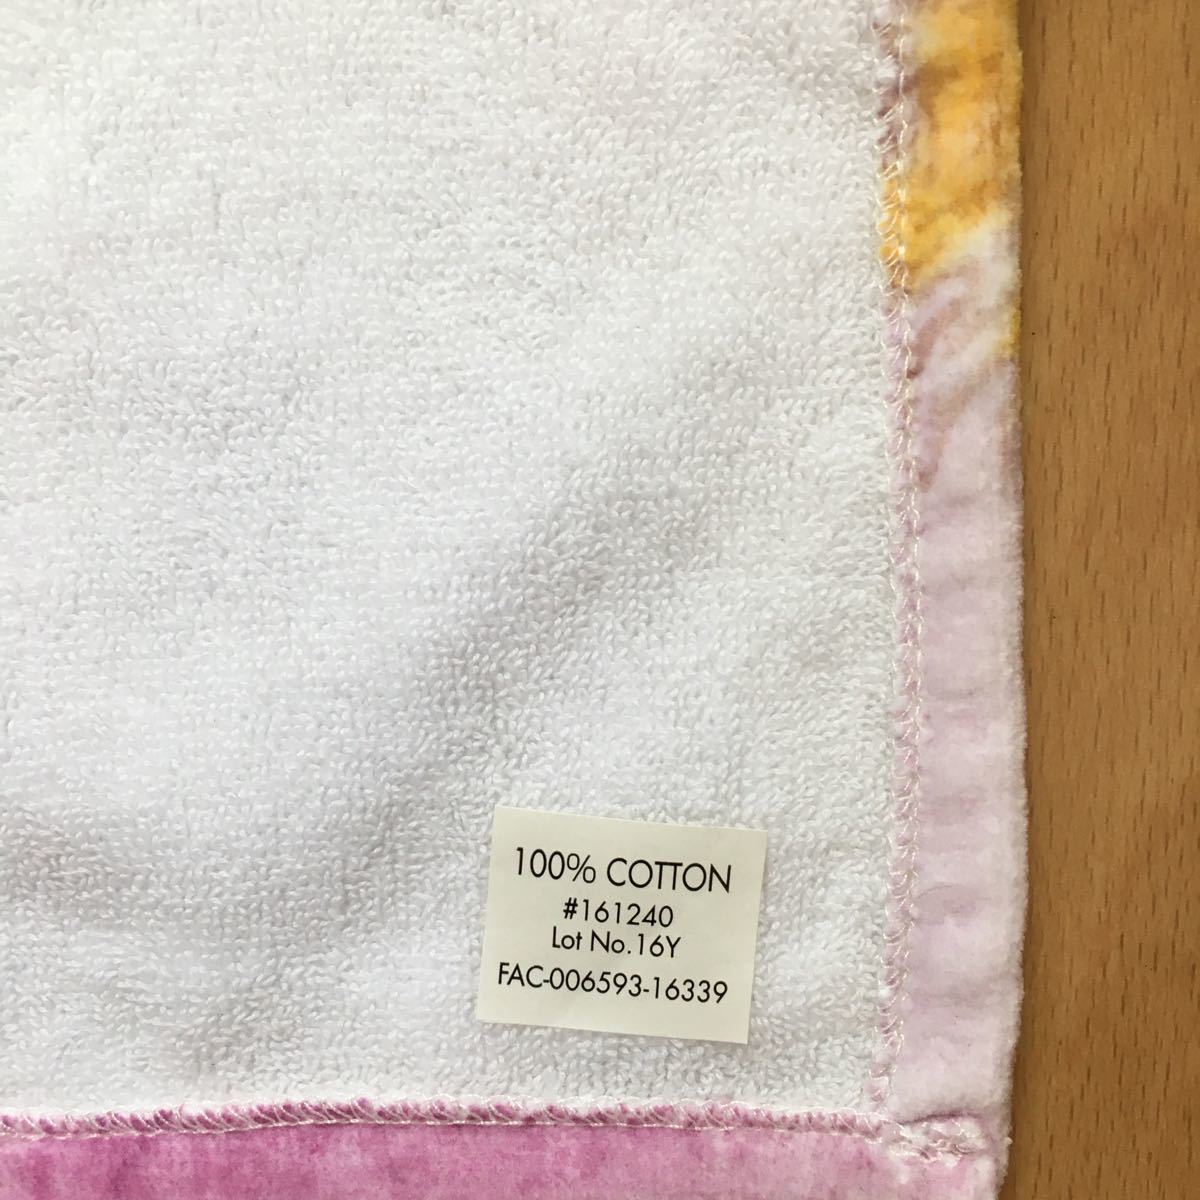 100% COTTON
#161240
Lot No.16Y
FAC-006593-16339